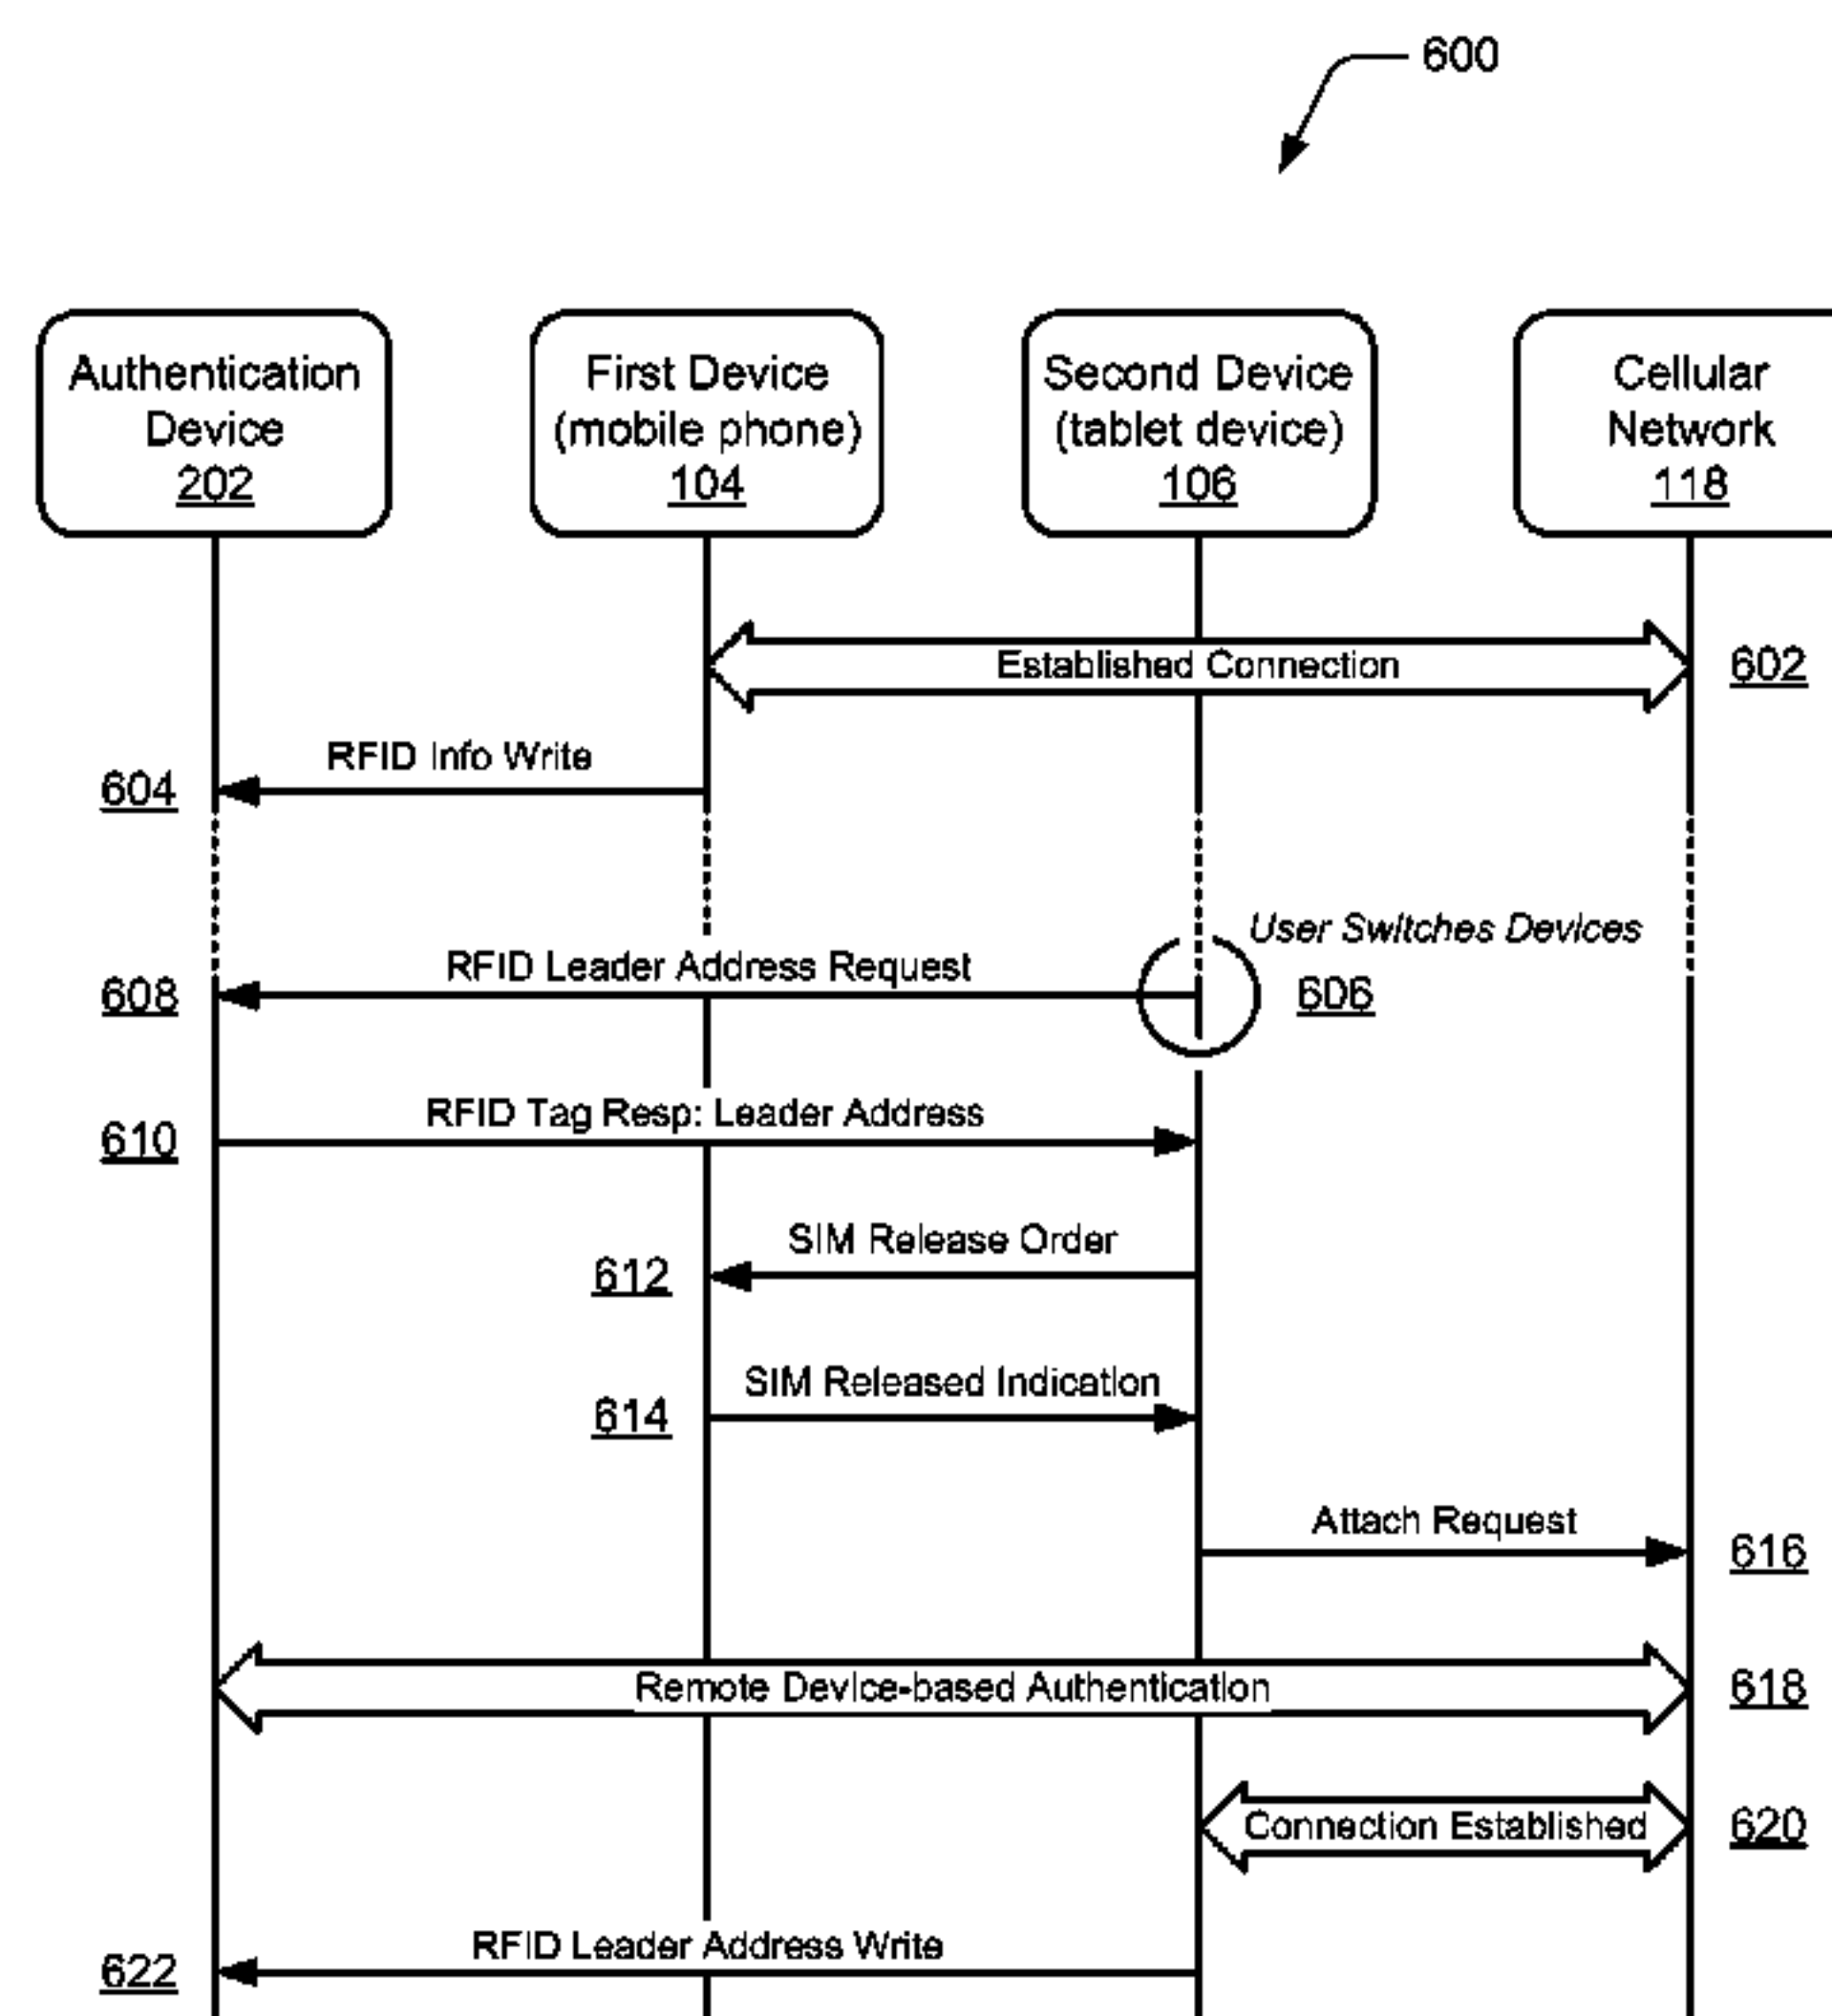 600
Authentication
Device
202
First Device
(mobile phone)
104
Second Device
(tablet device)
106
Cellular
Network
118
Established Connection
602
RFID Info Write
604
User Switches Devices
606
RFID Leader Address Request
608
RFID Tag Resp: Leader Address
610
SIM Release Order
612
SIM Released Indication
614
Attach Request
616
Remote Device-based Authentication
618
Connection Established
620
RFID Leader Address Write
622